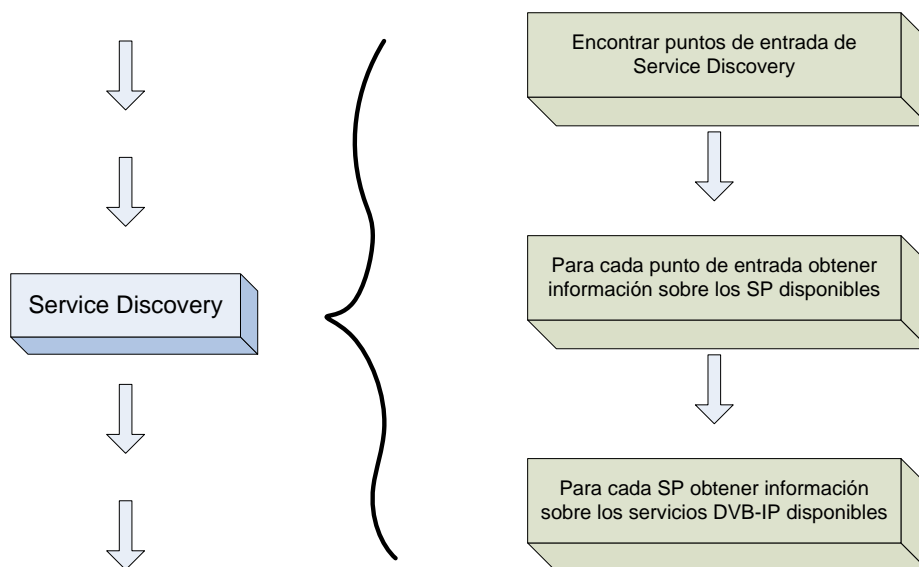 Encontrar puntos de entrada de
Service Discovery
Para cada punto de entrada obtener
información sobre los SP disponibles
Service Discovery
Para cada SP obtener información
sobre los servicios DVB-IP disponibles